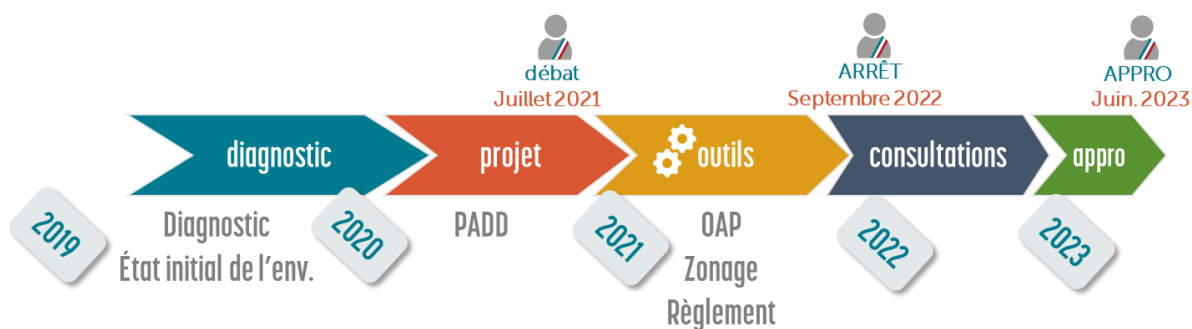 débat
Juillet 2021
ARRÊT
Septembre 2022
APPRO
Juin. 2023
diagnostic
projet
outils
consultations
appro
2019
Diagnostic
État initial de l'env.
2020
PADD
2021
OAP
Zonage
Règlement
2022
2023